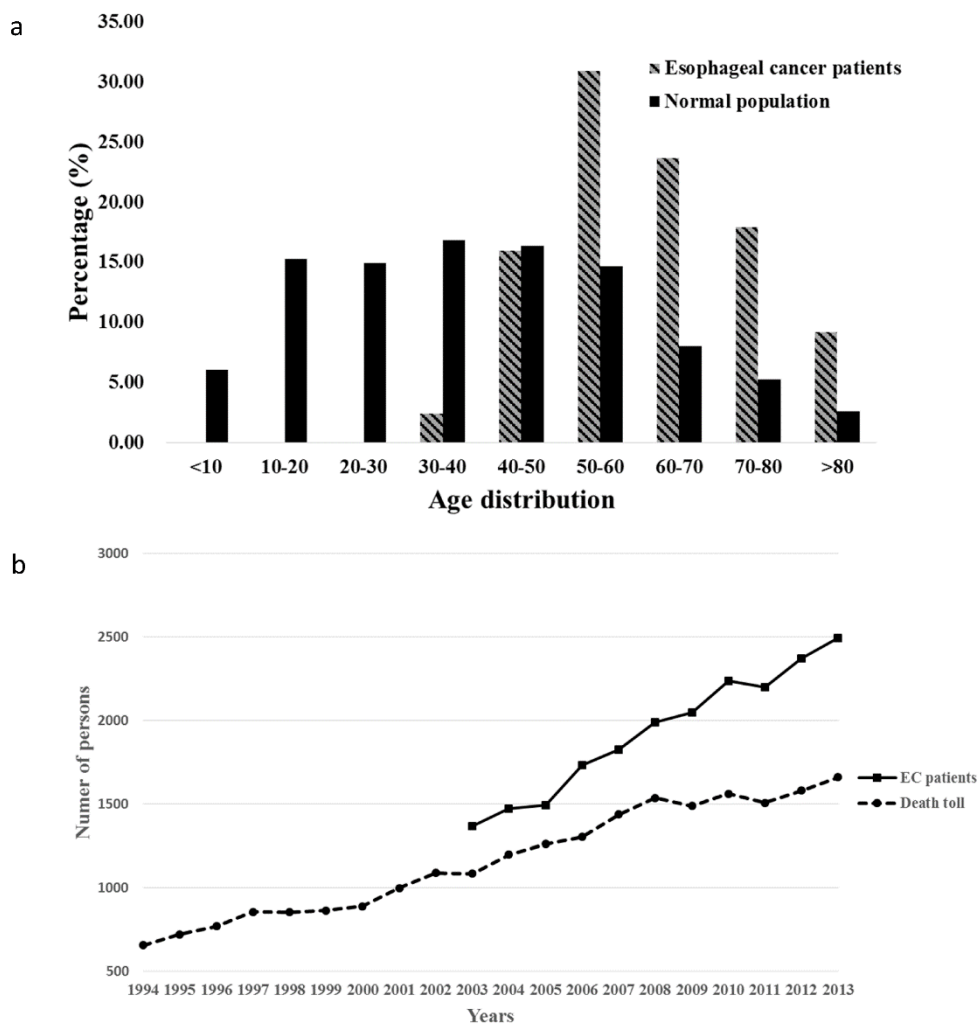 a
35.00
30.00
25.00
20.00
15.00
10.00
5.00
0.00
Percentage (%)
Esophageal cancer patients
Normal population
<10 10-20 20-30 30-40 40-50 50-60 60-70 70-80 >80
Age distribution
b
3000
2500
2000
1500
1000
500
Numer of persons
EC patients
Death toll
1994 1995 1996 1997 1998 1999 2000 2001 2002 2003 2004 2005 2006 2007 2008 2009 2010 2011 2012 2013
Years